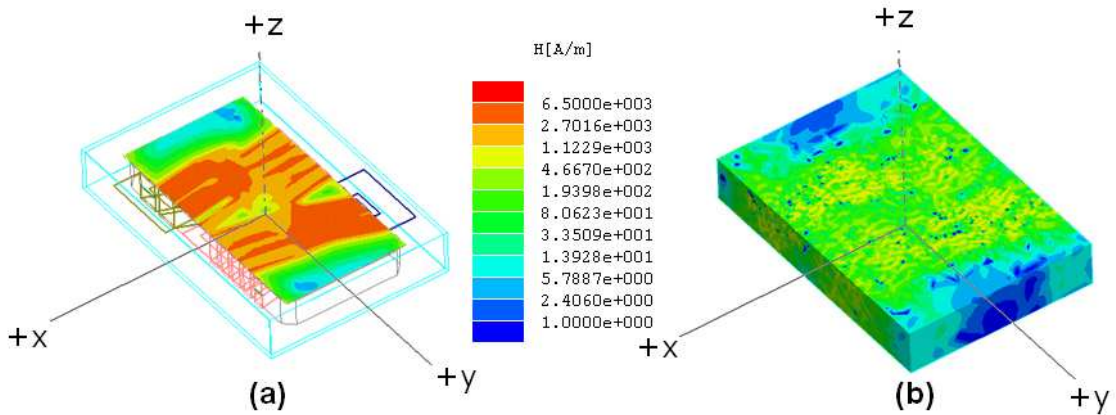 +z
+x
+y
(a)
H[A/m]
6.5000e+003
2.7016e+003
1.1229e+003
4.6670e+002
1.9398e+002
8.0623e+001
3.3509e+001
1.3928e+001
5.7887e+000
2.4060e+000
1.0000e+000
+z
+x
+y
(b)